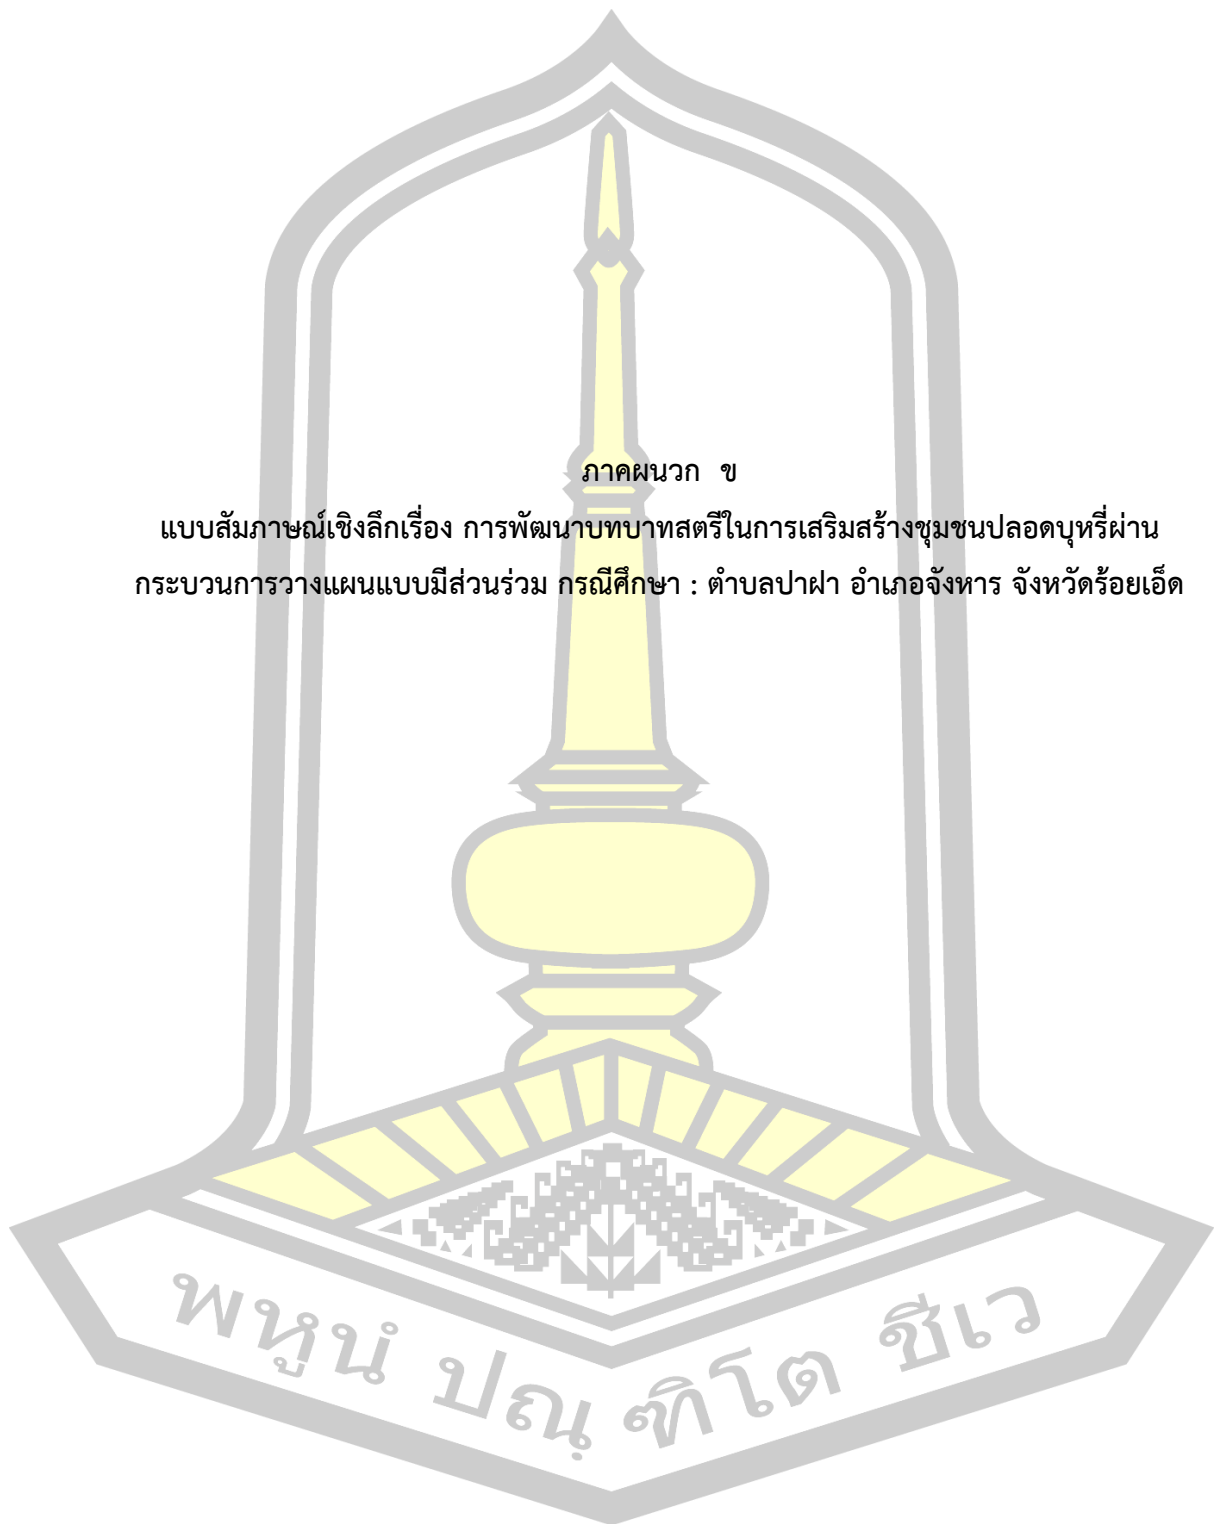 ภาคผนวก ข
แบบสัมภาษณ์เชิงลึกเรื่อง การพัฒนาบทบาทสตรีในการเสริมสร้างชุมชนปลอดบุหรี่ผ่าน
กระบวนการวางแผนแบบมีส่วนร่วม กรณีศึกษา : ตำบลปาฝา อำเภอจังหาร จังหวัดร้อยเอ็ด
พหูนํ ปณฺฑิโต ชีเว